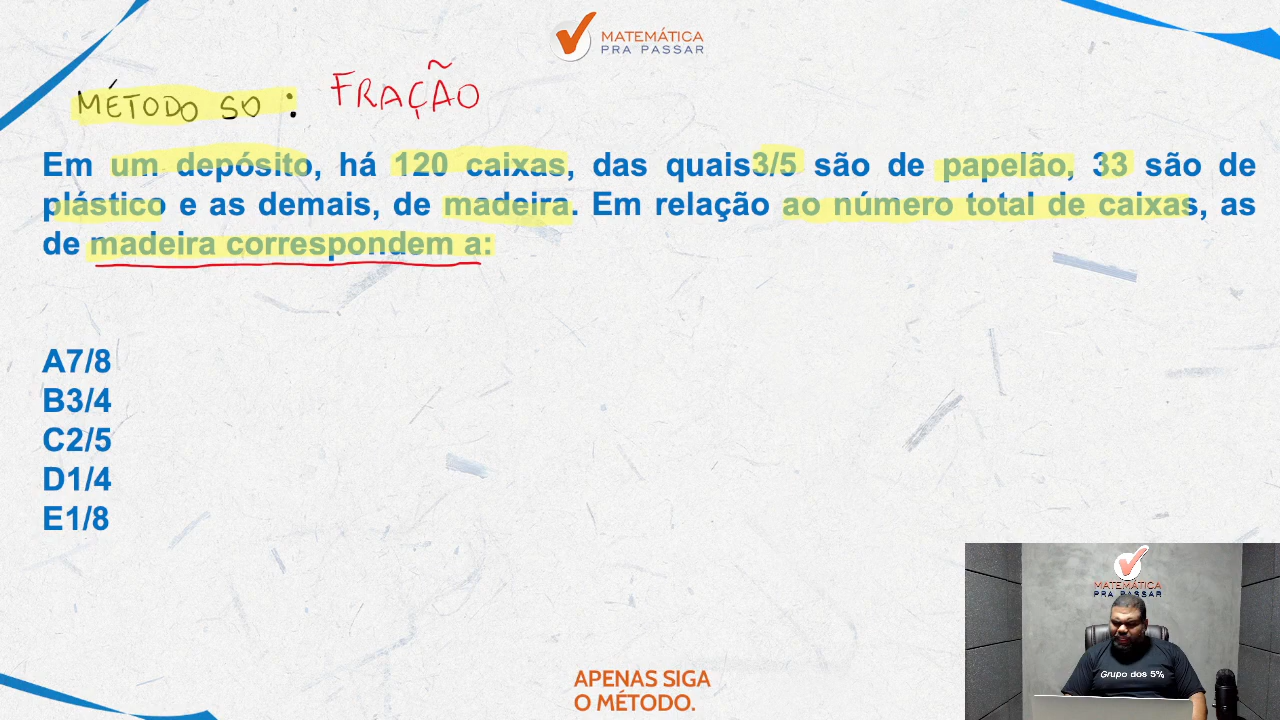 MATEMÁTICA
PRA PASSAR
MÉTODO SD : FRAÇÃO
Em um depósito, há 120 caixas, das quais3/5 são de papelão, 33 são de
plástico e as demais, de madeira. Em relação ao número total de caixas, as
de madeira correspondem a:
A7/8
B3/4
C2/5
D1/4
E1/8
MATEMÁTICA
PRA PASSAR
Grupo dos 5%
APENAS SIGA
O MÉTODO.